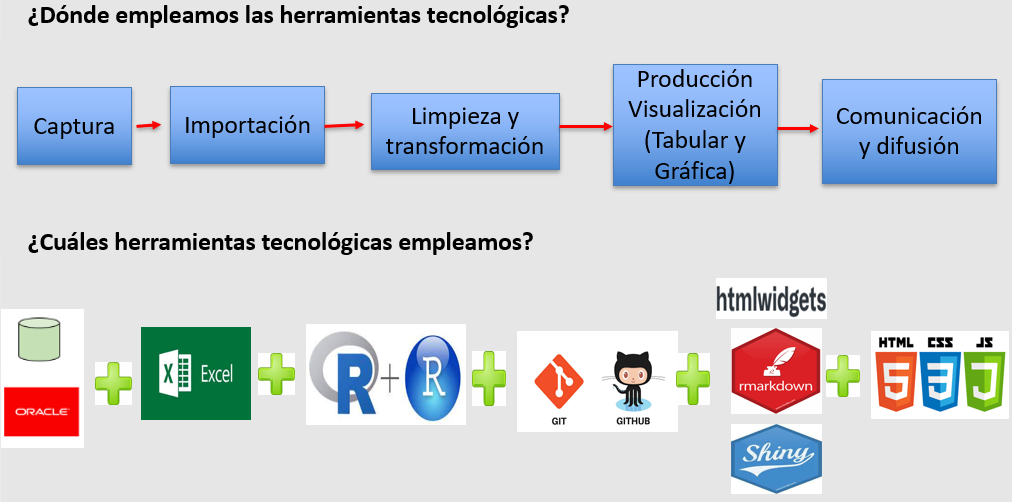 ¿Dónde empleamos las herramientas tecnológicas?
Captura
Importación
Limpieza y
transformación
Producción
Visualización
(Tabular y
Gráfica)
Comunicación
y difusión
¿Cuáles herramientas tecnológicas empleamos?
ORACLE
X Excel
R + R
GIT
GITHUB
htmlwidgets
rmarkdown
Shiny
HTML CSS JS
5 3 J